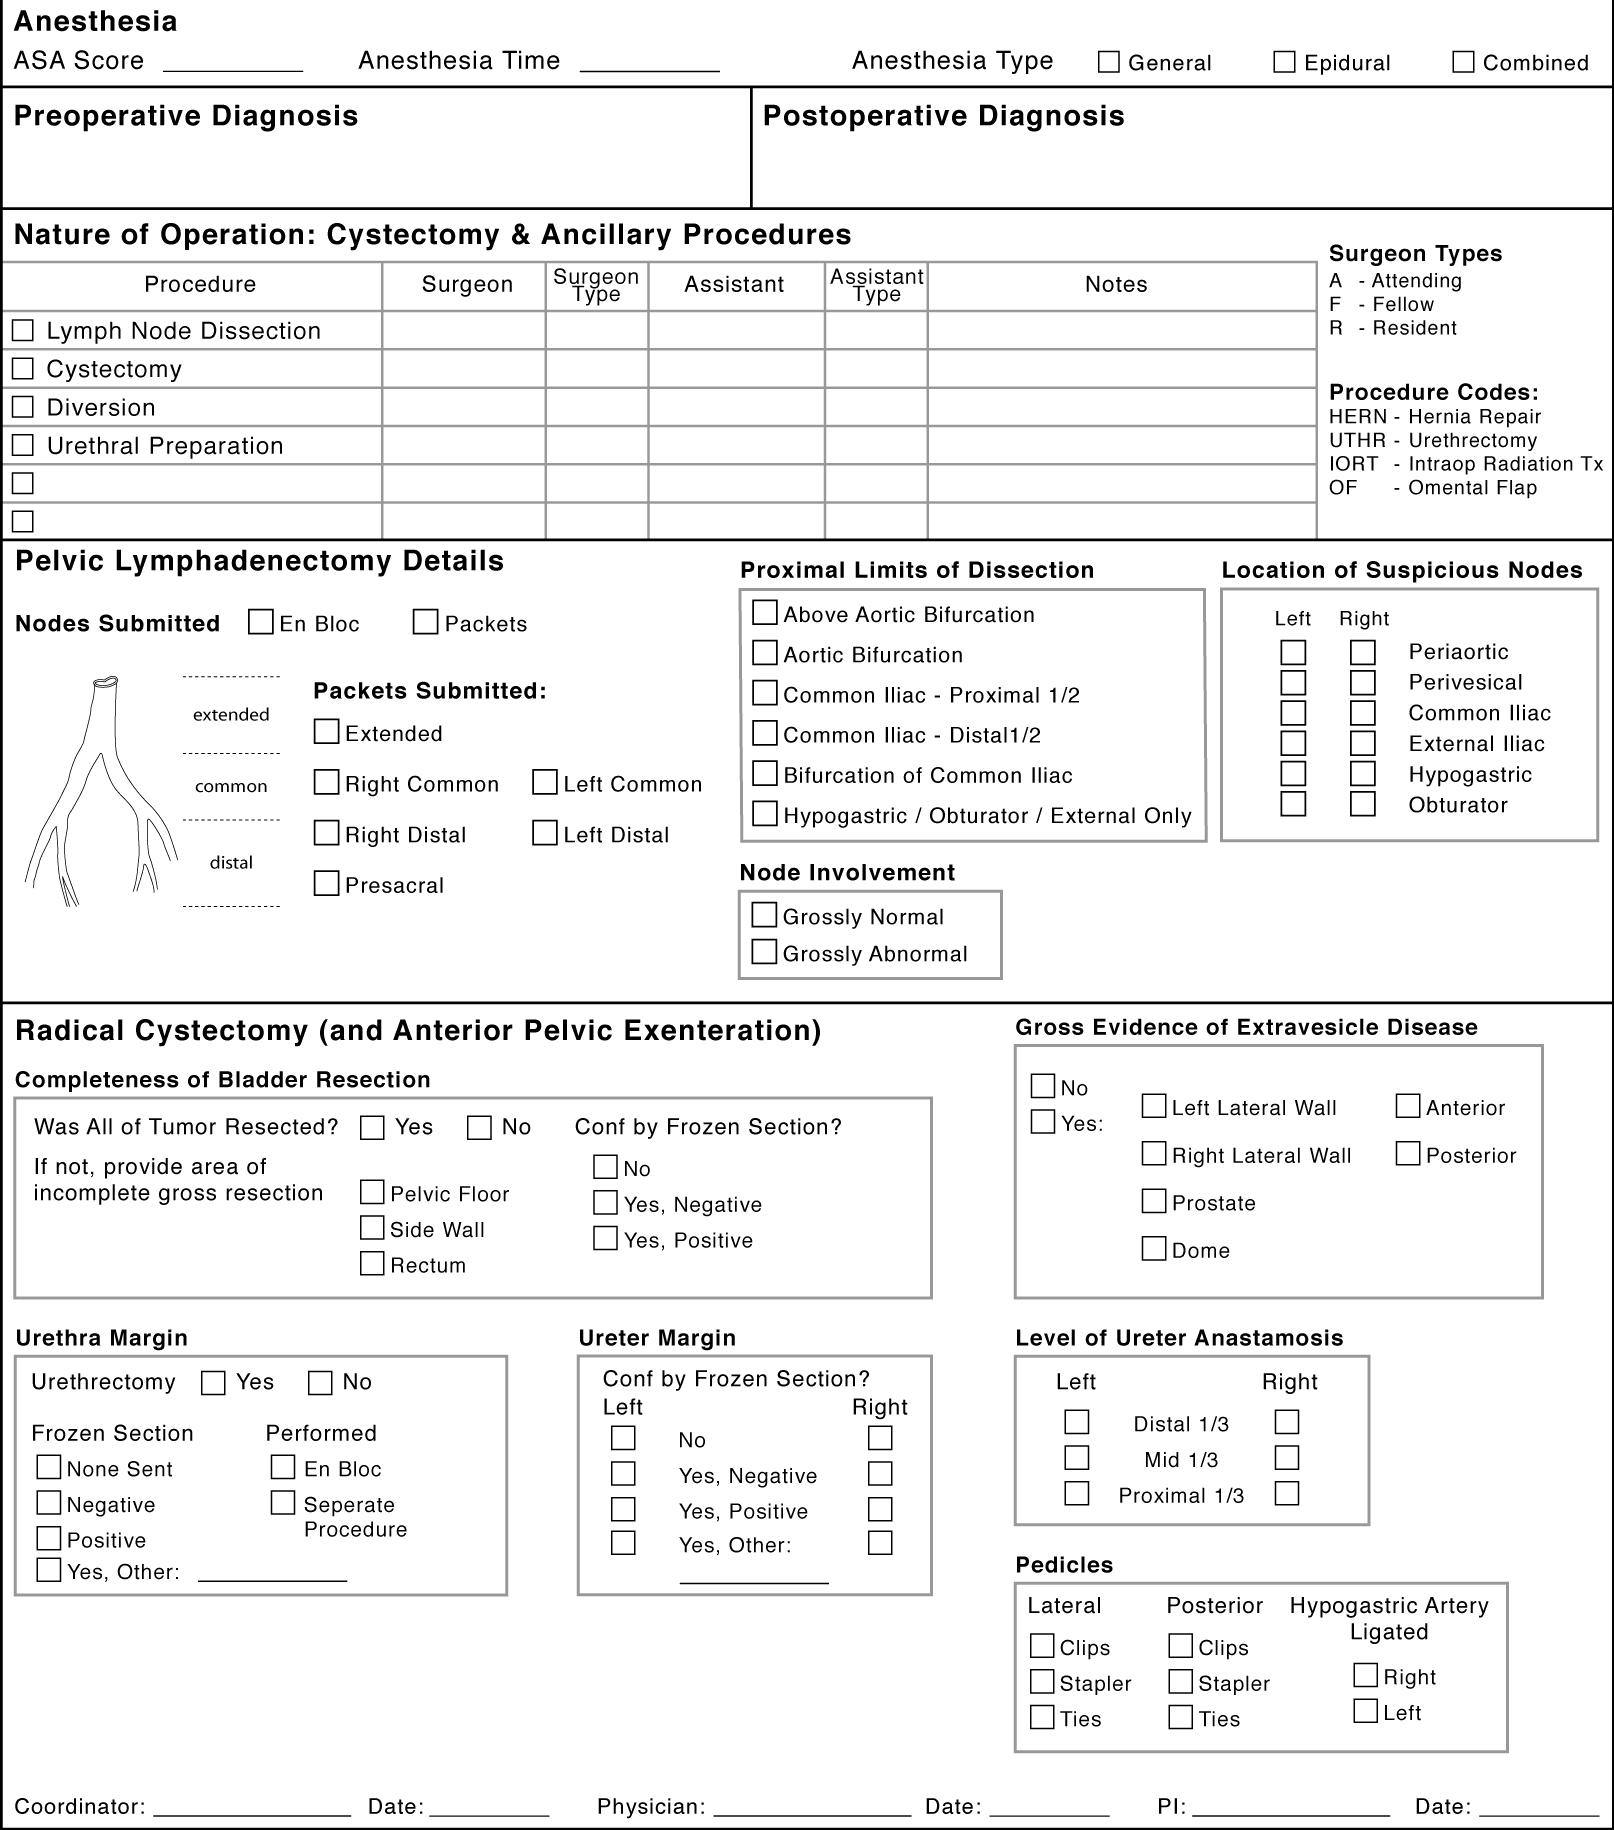 Anesthesia
ASA Score Anesthesia Time Anesthesia Type General Epidural Combined
Preoperative Diagnosis
Postoperative Diagnosis
Nature of Operation: Cystectomy & Ancillary Procedures
Procedure Surgeon Surgeon Type Assistant Assistant Type Notes
Lymph Node Dissection
Cystectomy
Diversion
Urethral Preparation
Surgeon Types
A - Attending
F - Fellow
R - Resident
Procedure Codes:
HERN - Hernia Repair
UTHR - Urethrectomy
IORT - Intraop Radiation Tx
OF - Omental Flap
Pelvic Lymphadenectomy Details
Nodes Submitted En Bloc Packets
extended
common
distal
Packets Submitted:
Extended
Right Common Left Common
Right Distal Left Distal
Presacral
Proximal Limits of Dissection
Above Aortic Bifurcation
Aortic Bifurcation
Common Iliac - Proximal 1/2
Common Iliac - Distal1/2
Bifurcation of Common Iliac
Hypogastric / Obturator / External Only
Node Involvement
Grossly Normal
Grossly Abnormal
Location of Suspicious Nodes
Left Right
Periaortic
Perivesical
Common Iliac
External Iliac
Hypogastric
Obturator
Radical Cystectomy (and Anterior Pelvic Exenteration)
Completeness of Bladder Resection
Was All of Tumor Resected? Yes No
If not, provide area of
incomplete gross resection
Pelvic Floor
Side Wall
Rectum
Conf by Frozen Section?
No
Yes, Negative
Yes, Positive
Gross Evidence of Extravesicle Disease
No
Yes:
Left Lateral Wall Anterior
Right Lateral Wall Posterior
Prostate
Dome
Urethra Margin
Urethrectomy Yes No
Frozen Section
None Sent
Negative
Positive
Yes, Other:
Performed
En Bloc
Seperate
Procedure
Ureter Margin
Conf by Frozen Section?
Left Right
No
Yes, Negative
Yes, Positive
Yes, Other:
Level of Ureter Anastamosis
Left Right
Distal 1/3
Mid 1/3
Proximal 1/3
Pedicles
Lateral
Clips
Stapler
Ties
Posterior
Clips
Stapler
Ties
Hypogastric Artery
Ligated
Right
Left
Coordinator: Date: Physician: Date: PI: Date: